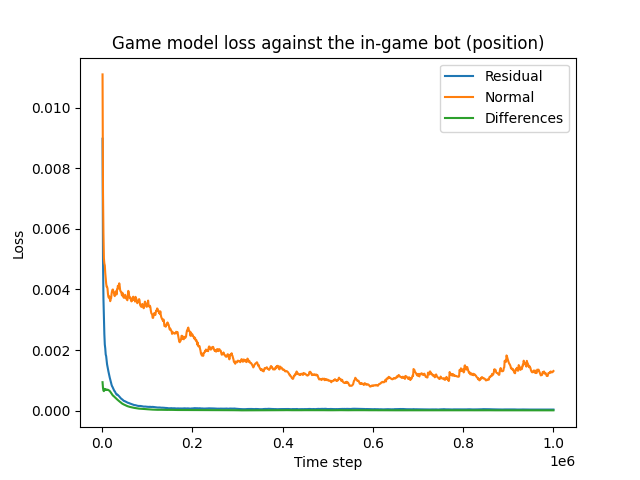 Game model loss against the in-game bot (position)
Residual
Normal
Differences
Loss
0.010
0.008
0.006
0.004
0.002
0.000
0.0 0.2 0.4 0.6 0.8 1.0
1e6
Time step